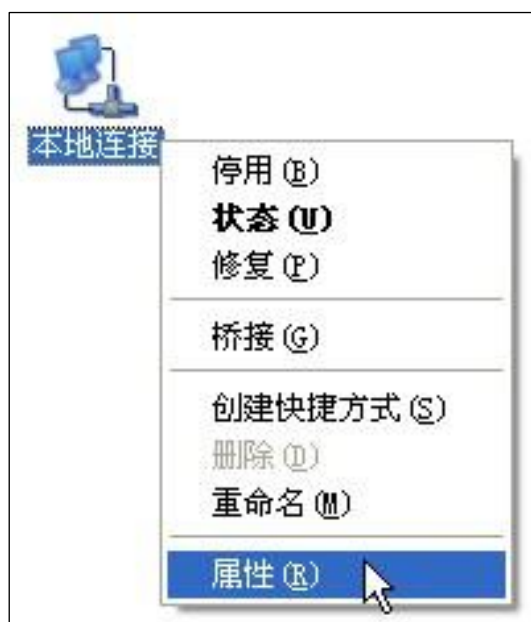 本地连接
停用(B)
状态(U)
修复(P)
桥接(G)
创建快捷方式(S)
删除(D)
重命名(M)
属性(R)